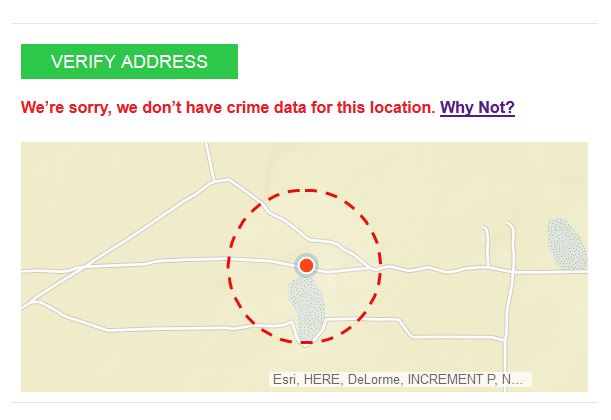 VERIFY ADDRESS
We’re sorry, we don’t have crime data for this location. Why Not?
Esri, HERE, DeLorme, INCREMENT P, N...